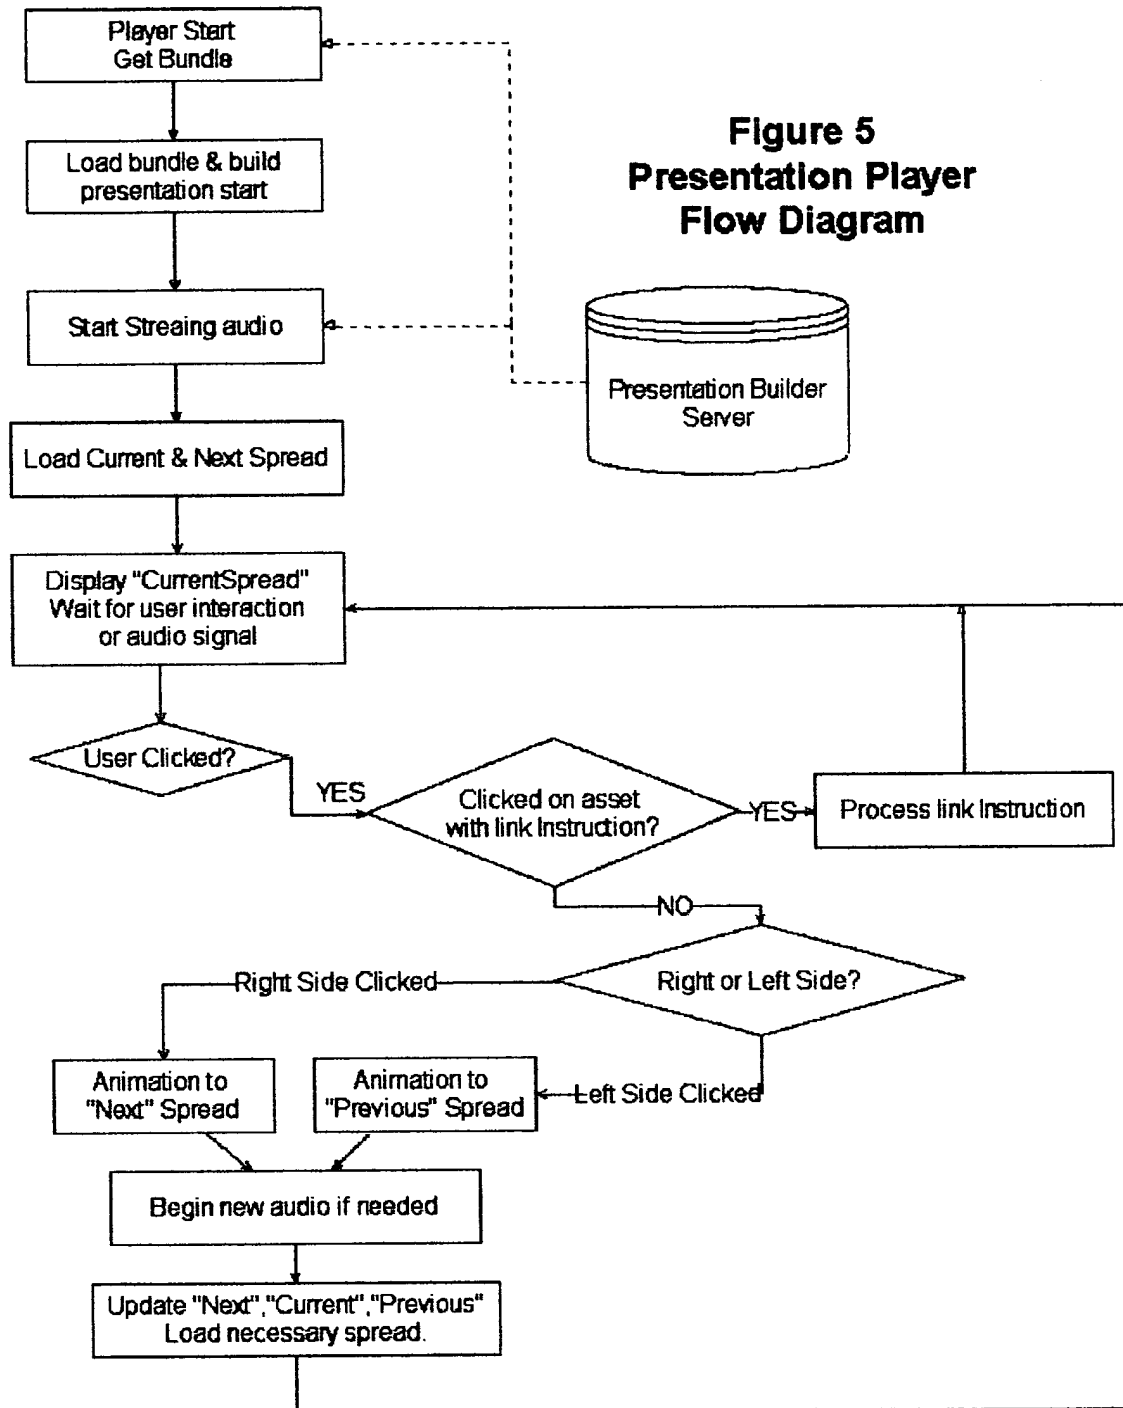 Player Start
Get Bundle
Figure 5
Presentation Player
Flow Diagram
Load bundle & build
presentation start
Start Streaing audio
Presentation Builder
Server
Load Current & Next Spread
Display "CurrentSpread"
Wait for user interaction
or audio signal
User Clicked?
YES
Clicked on asset
with link Instruction?
YES
Process link Instruction
NO
Right Side Clicked
Right or Left Side?
Animation to
"Next" Spread
Animation to
"Previous" Spread
Left Side Clicked
Begin new audio if needed
Update "Next","Current","Previous"
Load necessary spread.